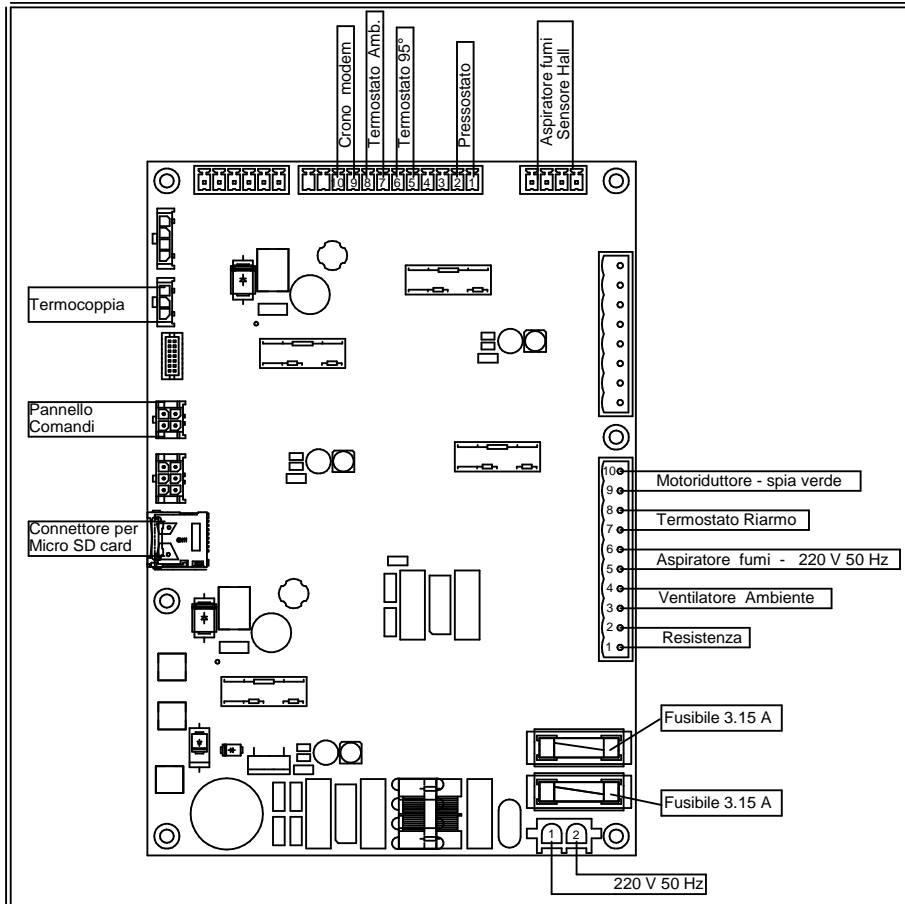 Crono modem
Termostato Amb.
Termostato 95°
Pressostato
Aspiratore fumi
Sensore Hall
10 9 8 7 6 5 4 3 2 1
Termocoppia
Pannello
Comandi
Connettore per
Micro SD card
10
Motoriduttore - spia verde
9
8
Termostato Riarmo
7
6
Aspiratore fumi - 220 V 50 Hz
5
4
Ventilatore Ambiente
3
2
Resistenza
1
Fusibile 3.15 A
Fusibile 3.15 A
1 2
220 V 50 Hz